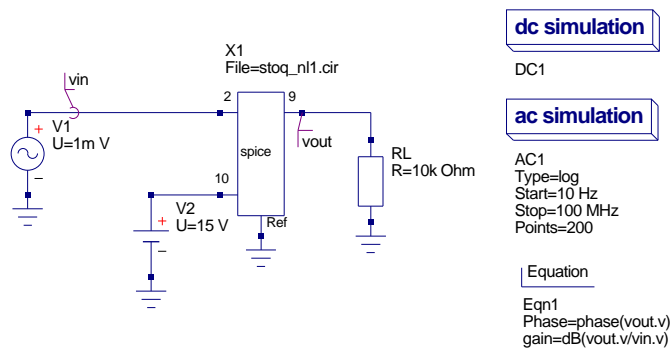 dc simulation
DC1
X1
File=stoq_nl1.cir
vin
2
9
+
V1
U=1m V
vout
spice
RL
R=10k Ohm
10
V2
+
U=15 V
Ref
ac simulation
AC1
Type=log
Start=10 Hz
Stop=100 MHz
Points=200
Equation
Eqn1
Phase=phase(vout.v)
gain=dB(vout.v/vin.v)